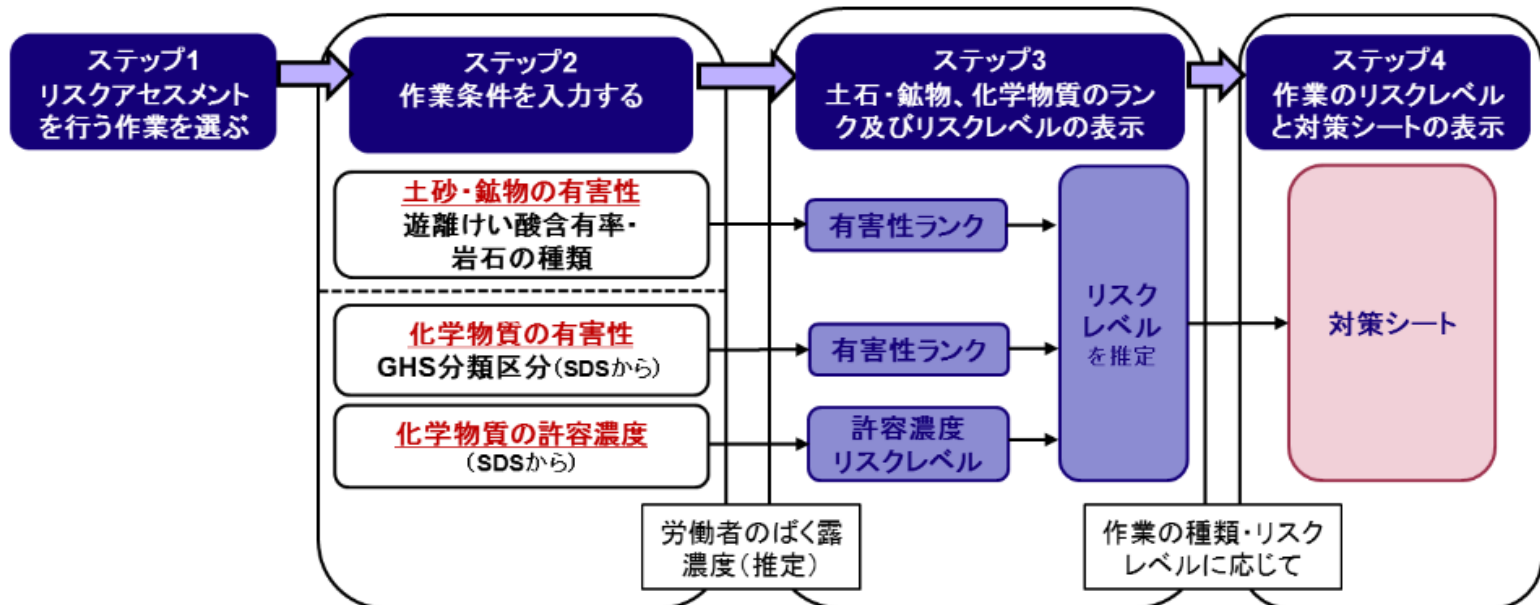 ステップ1
リスクアセスメント
を行う作業を選ぶ
ステップ2
作業条件を入力する
ステップ3
土石・鉱物、化学物質のラン
ク及びリスクレベルの表示
ステップ4
作業のリスクレベル
と対策シートの表示
土砂・鉱物の有害性
遊離けい酸含有率・
岩石の種類
有害性ランク
化学物質の有害性
GHS分類区分(SDSから)
有害性ランク
化学物質の許容濃度
(SDSから)
許容濃度
リスクレベル
リスク
レベル
を推定
対策シート
労働者のばく露
濃度(推定)
作業の種類・リスク
レベルに応じて